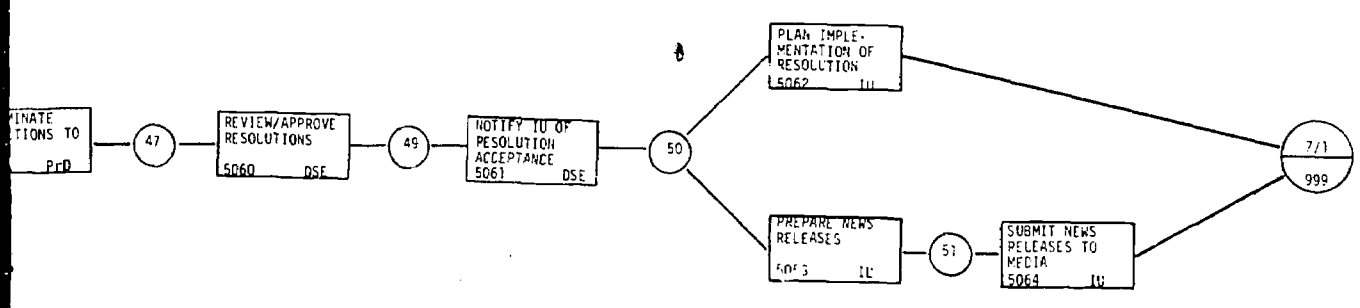 TIONS TO
PrD
47
REVIEW/APPROVE
RESOLUTIONS
5060 DSE
49
NOTIFY IU OF
RESOLUTION
ACCEPTANCE
5061 DSE
50
PLAN IMPLE-
MENTATION OF
RESOLUTION
5062 IU
PREPARE NEWS
RELEASES
IU
51
SUBMIT NEWS
RELEASES TO
MEDIA
5064 IU
7/1
999